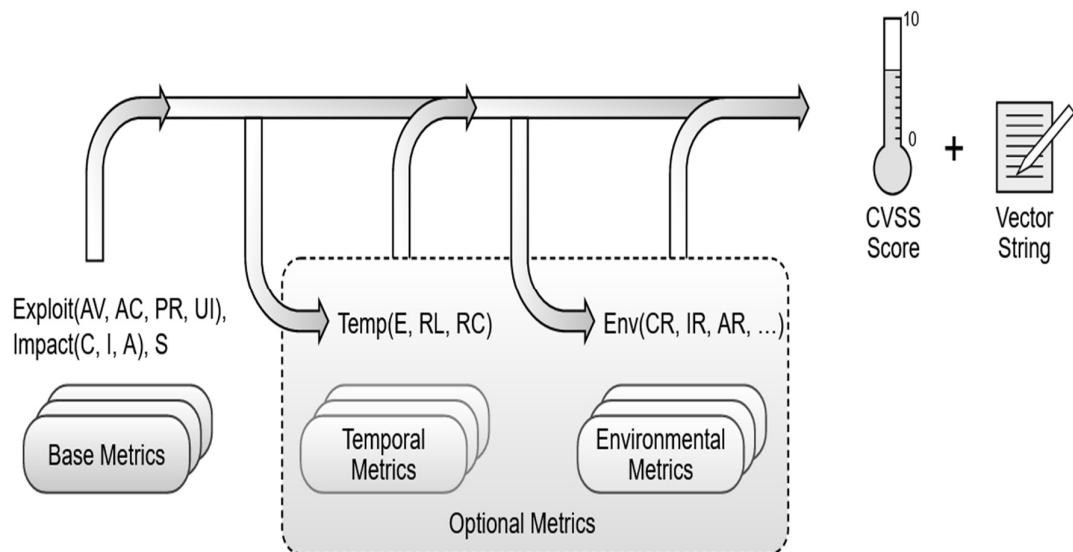 10
0
+
CVSS
Score
Vector
String
Exploit(AV, AC, PR, UI),
Impact(C, I, A), S
Temp(E, RL, RC)
Env(CR, IR, AR, …)
Base Metrics
Temporal
Metrics
Environmental
Metrics
Optional Metrics